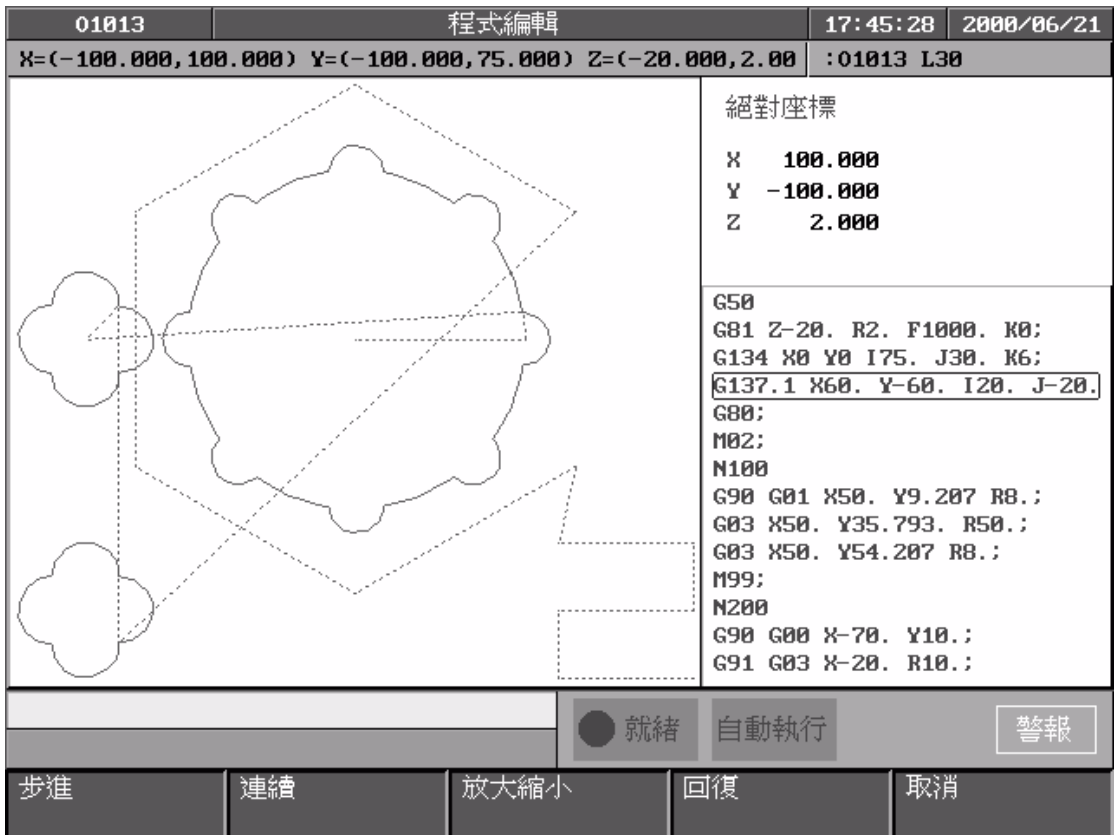 O1013 程式編輯 17:45:28 2000/06/21
X=(-100.000,100.000) Y=(-100.000,75.000) Z=(-20.000,2.00 :O1013 L30
絕對座標
X 100.000
Y -100.000
Z 2.000
G50
G81 Z-20. R2. F1000. K0;
G134 X0 Y0 I75. J30. K6;
G137.1 X60. Y-60. I20. J-20.
G80;
M02;
N100
G90 G01 X50. Y9.207 R8.;
G03 X50. Y35.793. R50.;
G03 X50. Y54.207 R8.;
M99;
N200
G90 G00 X-70. Y10.;
G91 G03 X-20. R10.;
就緒 自動執行 警報
步進 連續 放大縮小 回復 取消